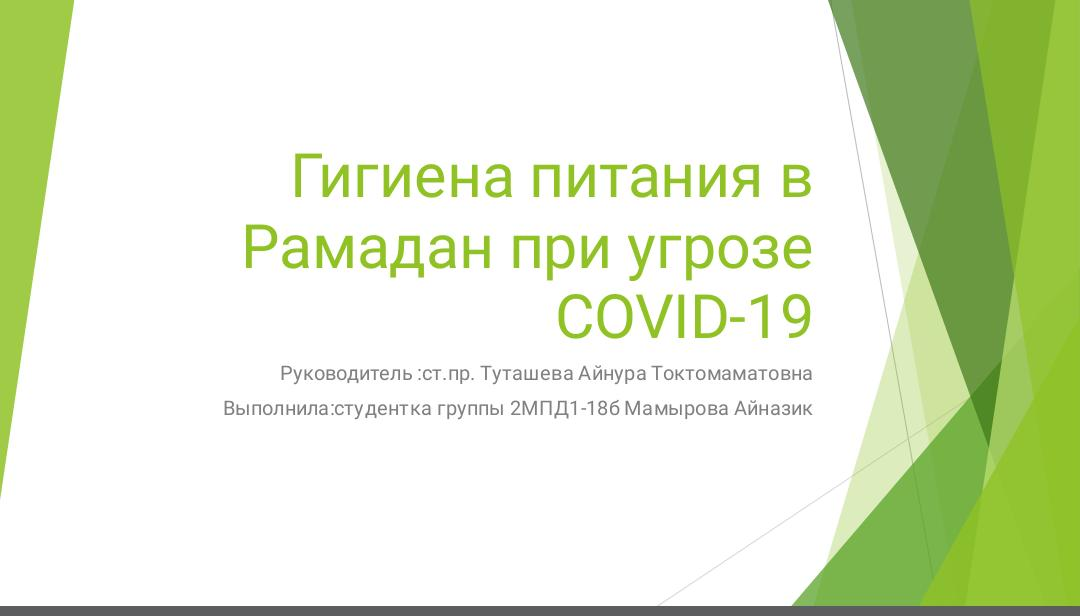 Гигиена питания в
Рамадан при угрозе
COVID-19
Руководитель :ст.пр. Туташева Айнура Токтомаматовна
Выполнила:студентка группы 2МПД1-18б Мамырова Айназик